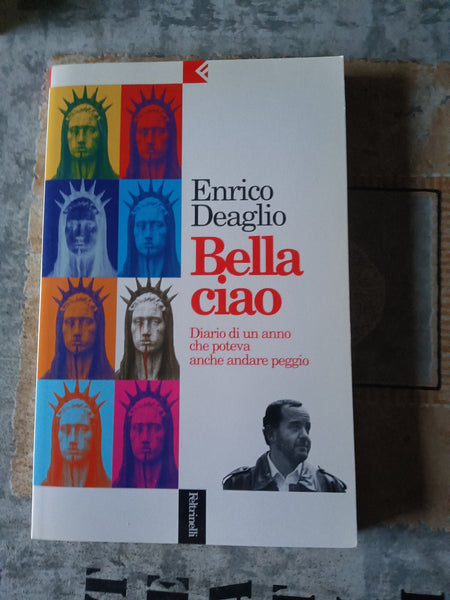 Enrico
Deaglio
Bella
ciao
Diario di un anno
che poteva
anche andare peggio
Feltrinelli